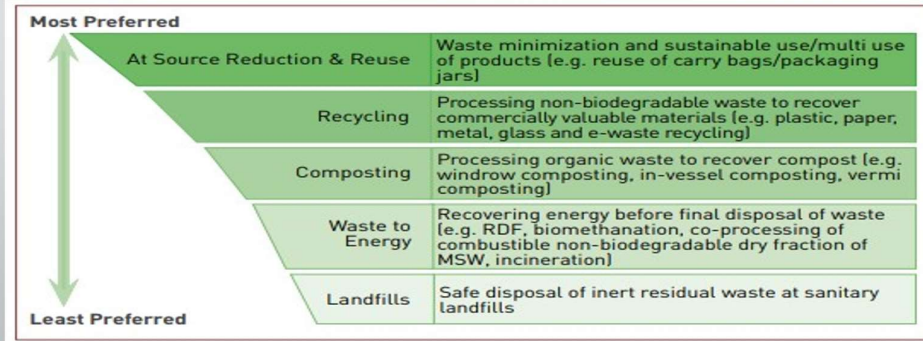 Most Preferred
At Source Reduction & Reuse
Waste minimization and sustainable use/multi use
of products (e.g. reuse of carry bags/packaging
jars)
Recycling
Processing non-biodegradable waste to recover
commercially valuable materials (e.g. plastic, paper,
metal, glass and e-waste recycling)
Composting
Processing organic waste to recover compost (e.g.
windrow composting, in-vessel composting, vermi
composting)
Waste to
Energy
Recovering energy before final disposal of waste
(e.g. RDF, biomethanation, co-processing of
combustible non-biodegradable dry fraction of
MSW, incineration)
Landfills
Safe disposal of inert residual waste at sanitary
landfills
Least Preferred